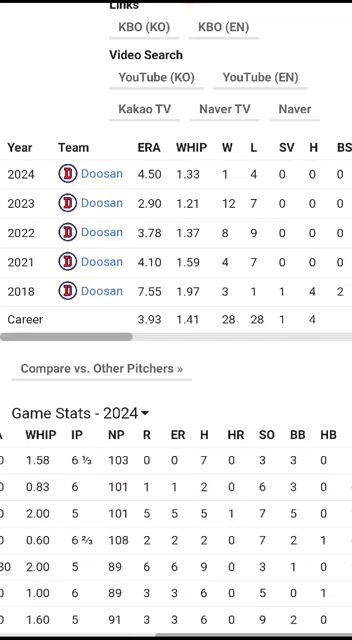 Links
KBO (KO) KBO (EN)
Video Search
YouTube (KO) YouTube (EN)
Kakao TV Naver TV Naver
Year Team ERA WHIP W L SV H BS
2024 D Doosan 4.50 1.33 1 4 0 0 0
2023 D Doosan 2.90 1.21 12 7 0 0 0
2022 D Doosan 3.78 1.37 8 9 0 0 0
2021 D Doosan 4.10 1.59 4 7 0 0 0
2018 D Doosan 7.55 1.97 3 1 1 4 2
Career 3.93 1.41 28 28 1 4
Compare vs. Other Pitchers »
Game Stats - 2024
WHIP IP NP R ER H HR SO BB HB
0 1.58 6 ⅓ 103 0 0 7 0 3 3 0
0 0.83 6 101 1 1 2 0 6 3 0
0 2.00 5 101 5 5 5 1 7 5 0
0 0.60 6 ⅔ 108 2 2 2 0 7 2 1
80 2.00 5 89 6 6 9 0 3 1 0
0 1.00 6 89 3 3 6 0 5 0 1
0 1.60 5 91 3 3 6 0 9 2 0